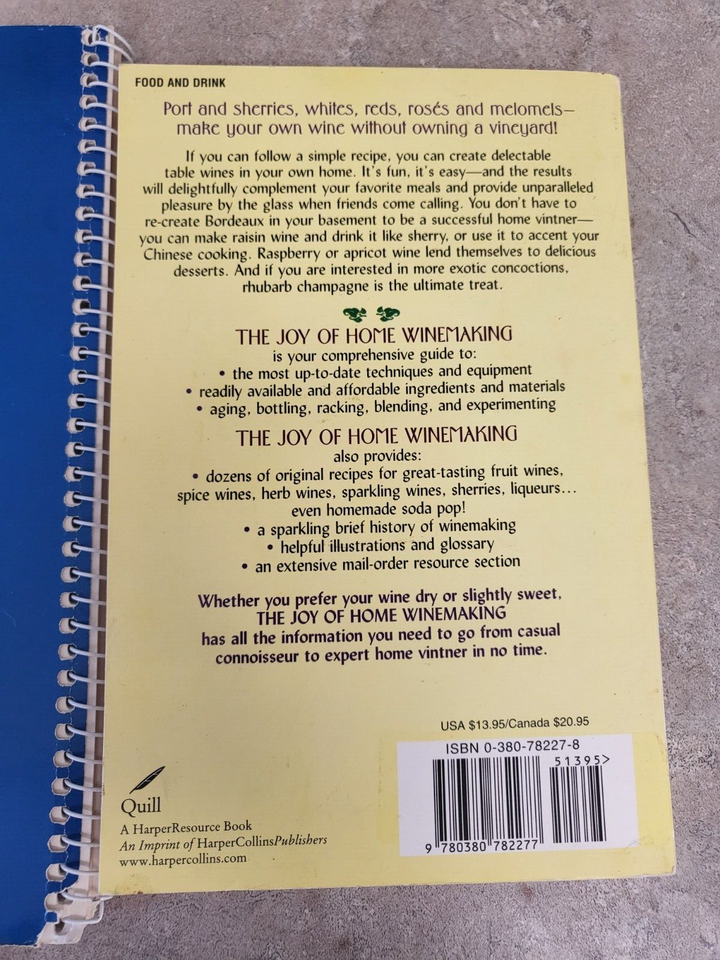 FOOD AND DRINK
Port and sherries, whites, reds, rosés and melomels—
make your own wine without owning a vineyard!
If you can follow a simple recipe, you can create delectable
table wines in your own home. It's fun, it's easy—and the results
will delightfully complement your favorite meals and provide unparalleled
pleasure by the glass when friends come calling. You don't have to
re-create Bordeaux in your basement to be a successful home vintner—
you can make raisin wine and drink it like sherry, or use it to accent your
Chinese cooking. Raspberry or apricot wine lend themselves to delicious
desserts. And if you are interested in more exotic concoctions,
rhubarb champagne is the ultimate treat.
THE JOY OF HOME WINEMAKING
is your comprehensive guide to:
• the most up-to-date techniques and equipment
• readily available and affordable ingredients and materials
• aging, bottling, racking, blending, and experimenting
THE JOY OF HOME WINEMAKING
also provides:
• dozens of original recipes for great-tasting fruit wines,
spice wines, herb wines, sparkling wines, sherries, liqueurs...
even homemade soda pop!
• a sparkling brief history of winemaking
• helpful illustrations and glossary
• an extensive mail-order resource section
Whether you prefer your wine dry or slightly sweet,
THE JOY OF HOME WINEMAKING
has all the information you need to go from casual
connoisseur to expert home vintner in no time.
USA $13.95/Canada $20.95
ISBN 0-380-78227-8
51395>
9 780380 782277
Quill
A HarperResource Book
An Imprint of HarperCollinsPublishers
www.harpercollins.com